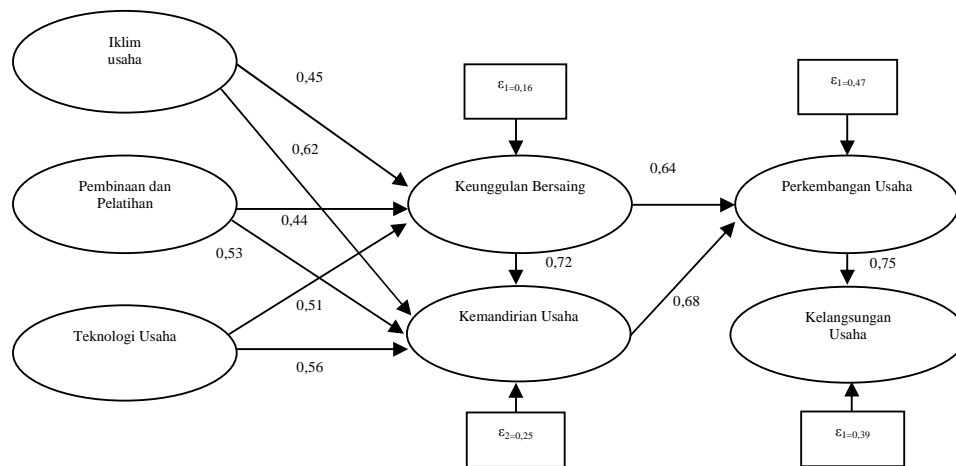 Iklim
usaha
0,45
ε1=0,16
ε1=0,47
0,62
Pembinaan dan
Pelatihan
Keunggulan Bersaing
0,64
Perkembangan Usaha
0,44
0,53
0,72
0,75
Teknologi Usaha
0,51
Kemandirian Usaha
0,68
Kelangsungan
Usaha
0,56
ε2=0,25
ε1=0,39